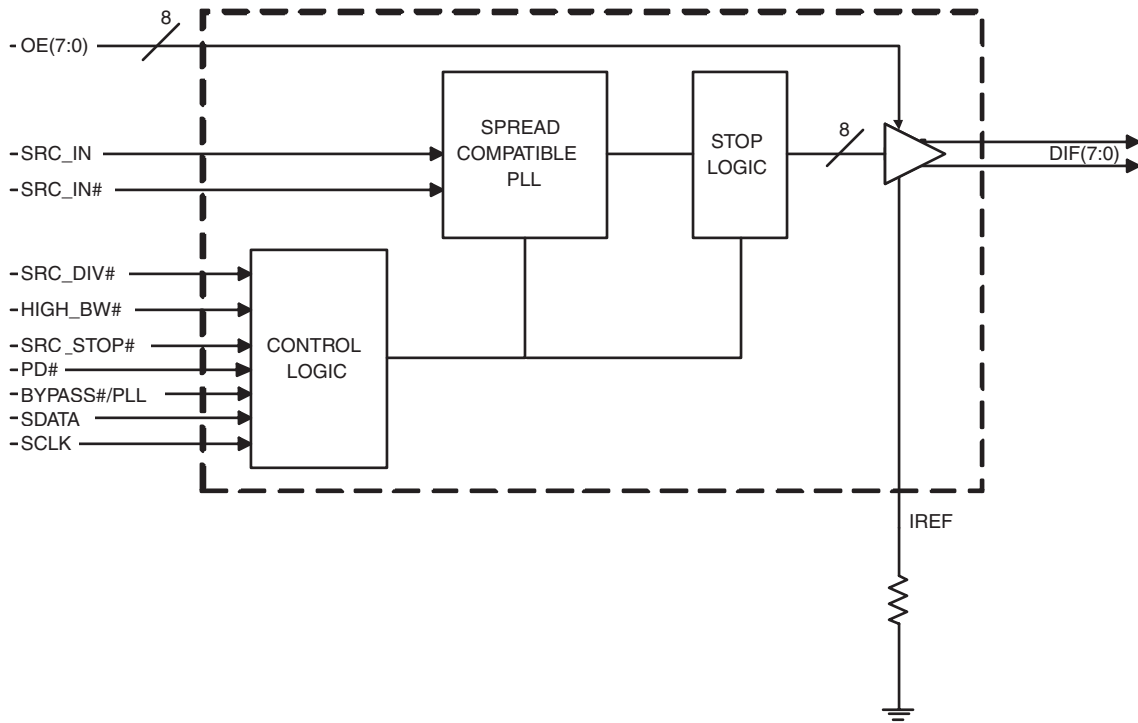 8
OE(7:0)
SPREAD
COMPATIBLE
PLL
STOP
LOGIC
8
DIF(7:0)
SRC_IN
SRC_IN#
SRC_DIV#
HIGH_BW#
SRC_STOP#
PD#
BYPASS#/PLL
SDATA
SCLK
CONTROL
LOGIC
IREF